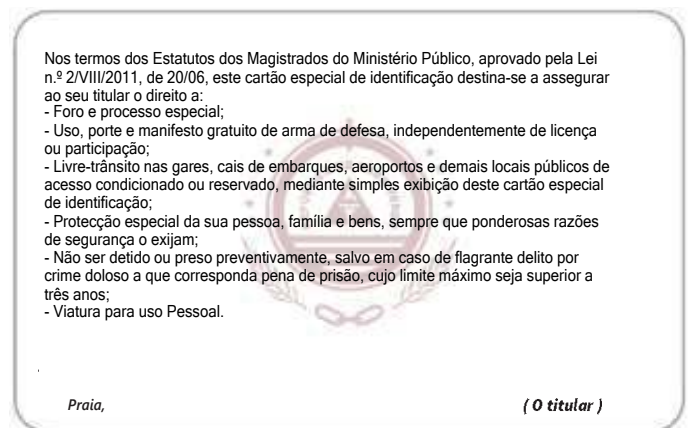 Nos termos dos Estatutos dos Magistrados do Ministério Público, aprovado pela Lei
n.º 2/VIII/2011, de 20/06, este cartão especial de identificação destina-se a assegurar
ao seu titular o direito a:
- Foro e processo especial;
- Uso, porte e manifesto gratuito de arma de defesa, independentemente de licença
ou participação;
- Livre-trânsito nas gares, cais de embarques, aeroportos e demais locais públicos de
acesso condicionado ou reservado, mediante simples exibição deste cartão especial
de identificação;
- Protecção especial da sua pessoa, família e bens, sempre que ponderosas razões
de segurança o exijam;
- Não ser detido ou preso preventivamente, salvo em caso de flagrante delito por
crime doloso a que corresponda pena de prisão, cujo limite máximo seja superior a
três anos;
- Viatura para uso Pessoal.
Praia, ( O titular )